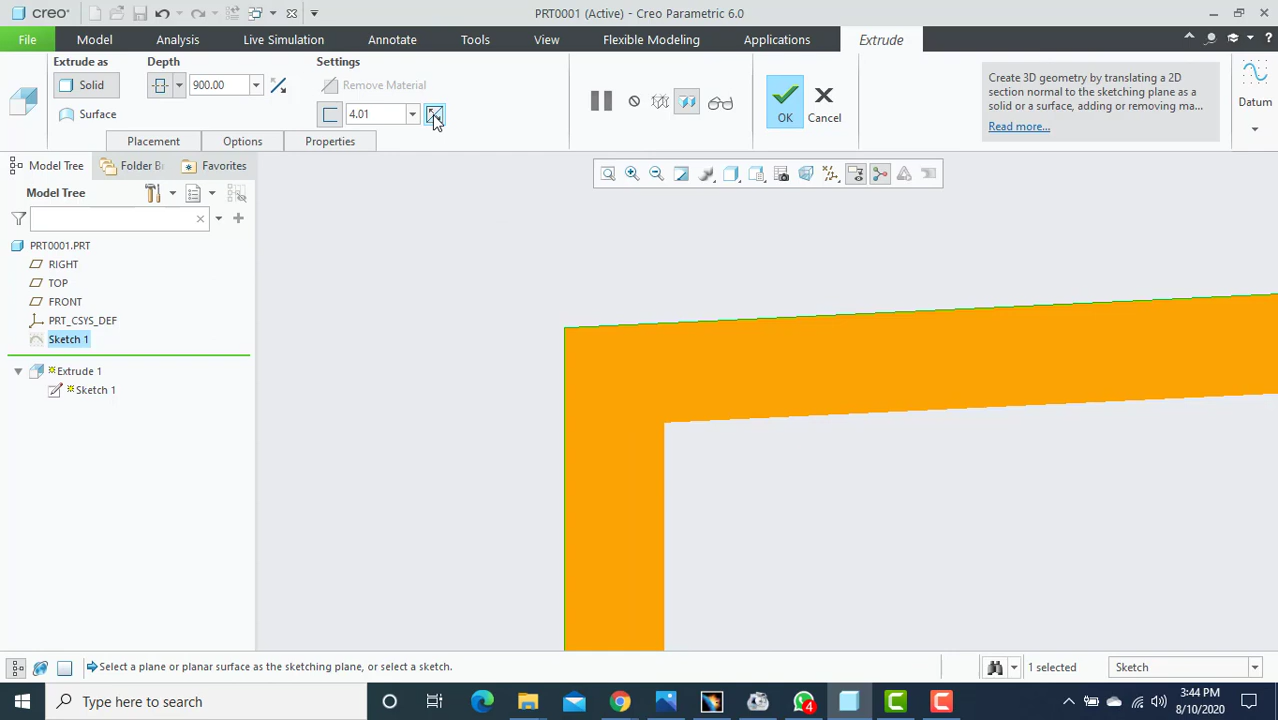 creo
PRT0001 (Active) - Creo Parametric 6.0
File
Model
Analysis
Live Simulation
Annotate
Tools
View
Flexible Modeling
Applications
Extrude
Extrude as
Depth
Settings
Solid
900.00
Remove Material
Surface
4.01
OK
Cancel
Create 3D geometry by translating a 2D
section normal to the sketching plane as a
solid or a surface, adding or removing ma...
Read more...
Datum
Placement
Options
Properties
Model Tree
Folder B
Favorites
Model Tree
PRT0001.PRT
RIGHT
TOP
FRONT
PRT_CSYS_DEF
Sketch 1
Extrude 1
Sketch 1
Select a plane or planar surface as the sketching plane, or select a sketch.
1 selected
Sketch
Type here to search
4
3:44 PM
8/10/2020